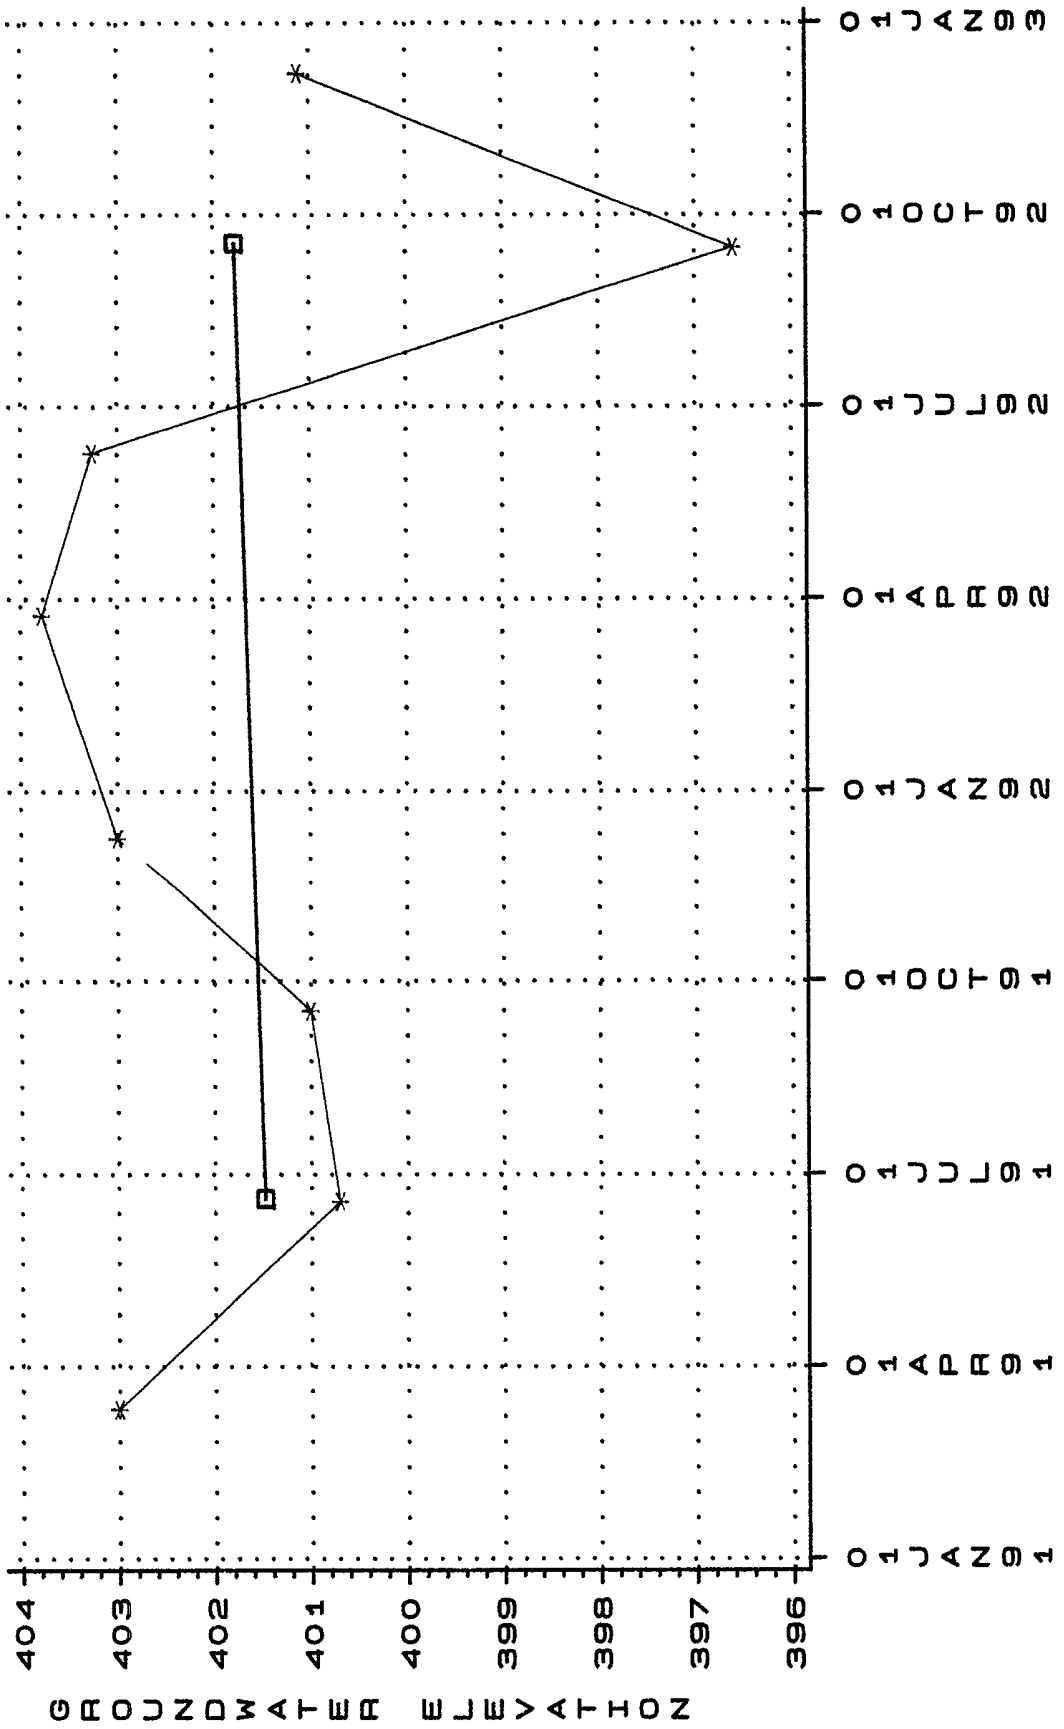 GROUNDWATER ELEVATION
404
403
402
401
400
399
398
397
396
01JAN91
01APR91
01JUL91
01OCT91
01JAN92
01APR92
01JUL92
01OCT92
01JAN93